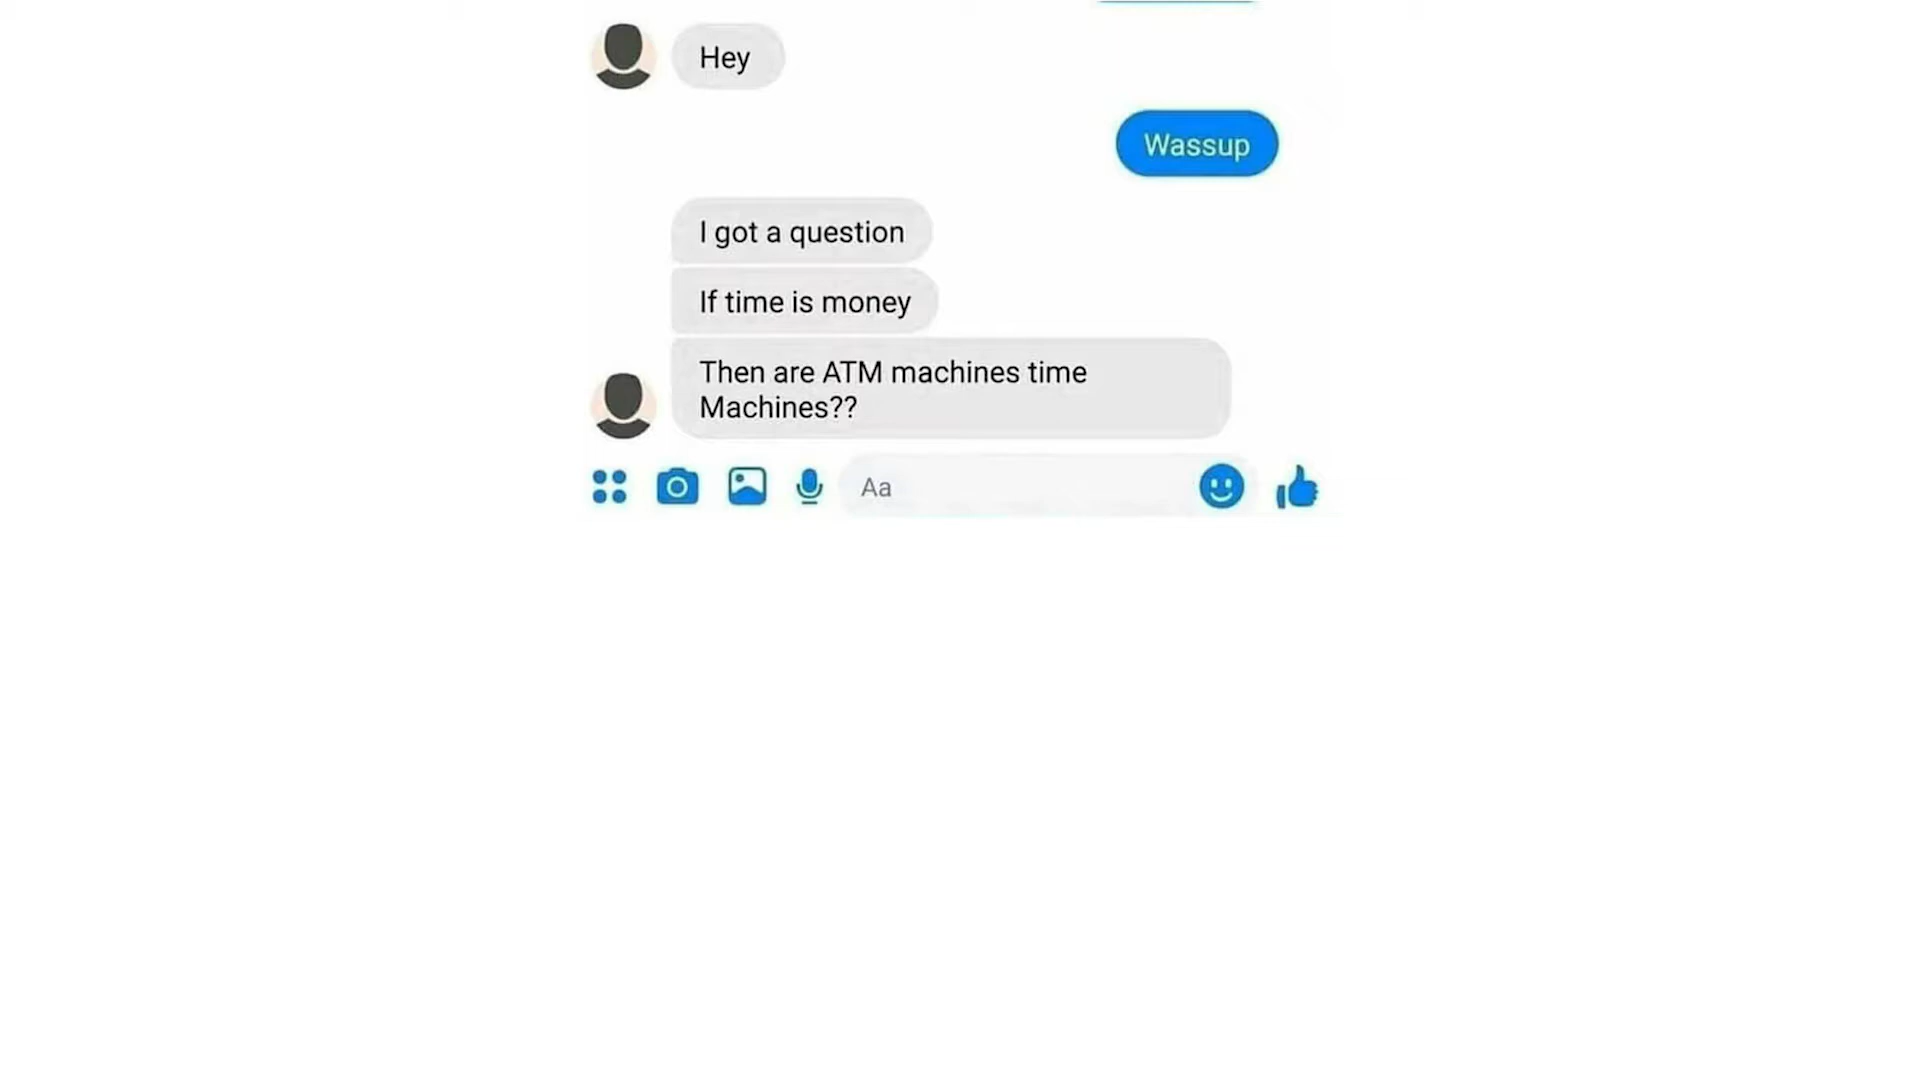 Hey
Wassup
I got a question
If time is money
Then are ATM machines time
Machines??
Aa